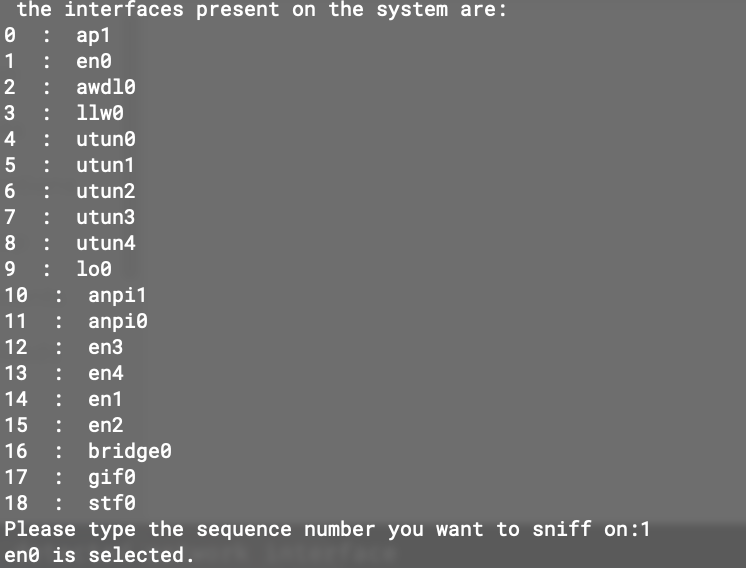 the interfaces present on the system are:
0  :  ap1
1  :  en0
2  :  awdl0
3  :  llw0
4  :  utun0
5  :  utun1
6  :  utun2
7  :  utun3
8  :  utun4
9  :  lo0
10  :  anpi1
11  :  anpi0
12  :  en3
13  :  en4
14  :  en1
15  :  en2
16  :  bridge0
17  :  gif0
18  :  stf0
Please type the sequence number you want to sniff on:1
en0 is selected.